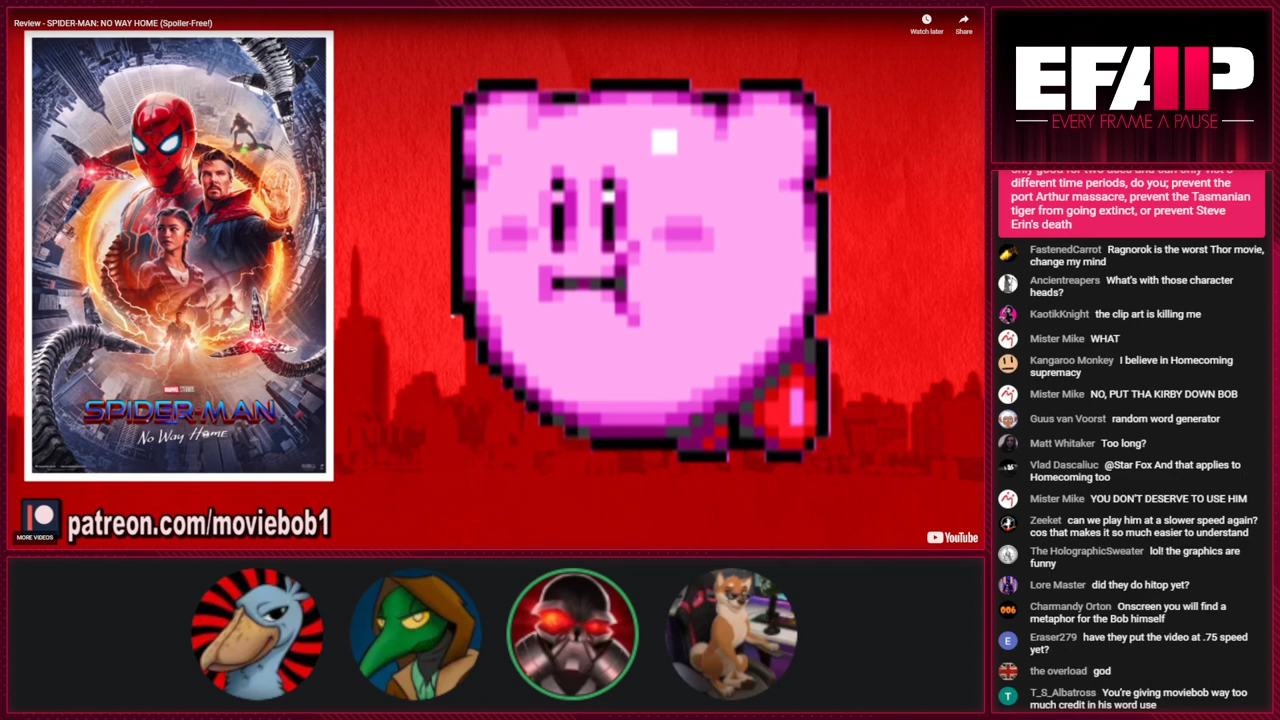 Review - SPIDER-MAN: NO WAY HOME (Spoiler-Free!)
Watch later
Share
MARVEL STUDIOS
SPIDER-MAN
No Way Home
patreon.com/moviebob1
MORE VIDEOS
YouTube
EFAP
EVERY FRAME A PAUSE
different time periods, do you; prevent the
port Arthur massacre, prevent the Tasmanian
tiger from going extinct, or prevent Steve
Erin's death
FastenedCarrot Ragnorok is the worst Thor movie,
change my mind
Ancientreapers What's with those character
heads?
KaotikKnight the clip art is killing me
Mister Mike WHAT
Kangaroo Monkey I believe in Homecoming
supremacy
Mister Mike NO, PUT THA KIRBY DOWN BOB
Guus van Voorst random word generator
Matt Whitaker Too long?
Vlad Dascaliuc @Star Fox And that applies to
Homecoming too
Mister Mike YOU DON'T DESERVE TO USE HIM
Zeeket can we play him at a slower speed again?
cos that makes it so much easier to understand
The HolographicSweater lol! the graphics are
funny
Lore Master did they do hitop yet?
Charmandy Orton Onscreen you will find a
metaphor for the Bob himself
E
Eraser279 have they put the video at .75 speed
yet?
the overload god
T
T_S_Albatross You're giving moviebob way too
much credit in his word use